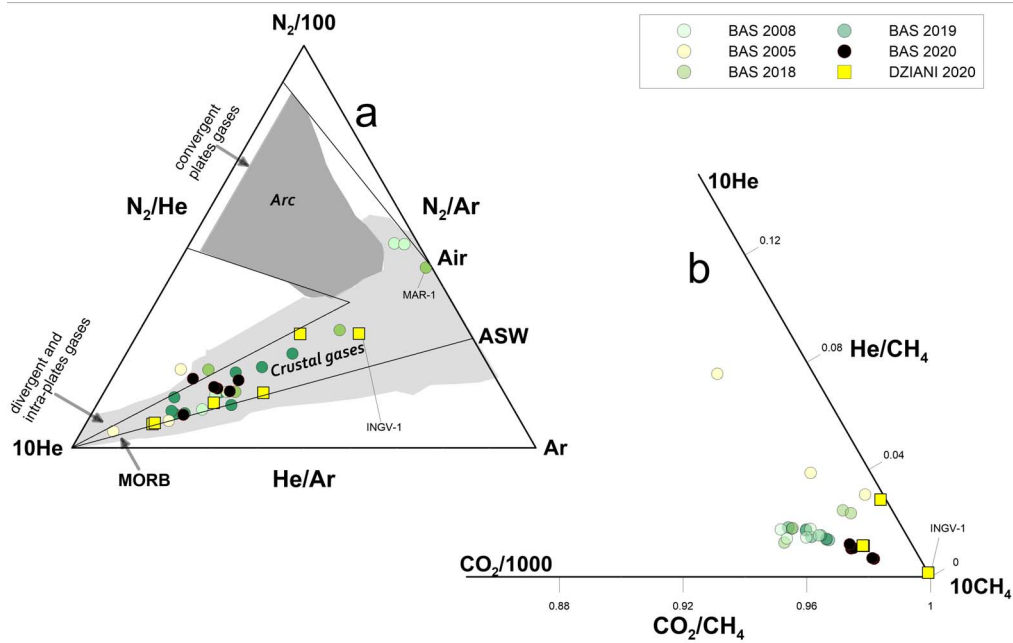 N₂/100
a
convergent
plates gases
Arc
N₂/He
N₂/Ar
Air
MAR-1
ASW
Crustal gases
divergent and
intra-plates gases
INGV-1
10He
MORB
He/Ar
Ar
BAS 2008
BAS 2005
BAS 2018
BAS 2019
BAS 2020
DZIANI 2020
10He
0.12
b
0.08
He/CH₄
0.04
INGV-1
0
CO₂/1000
10CH₄
0.88
0.92
0.96
1
CO₂/CH₄